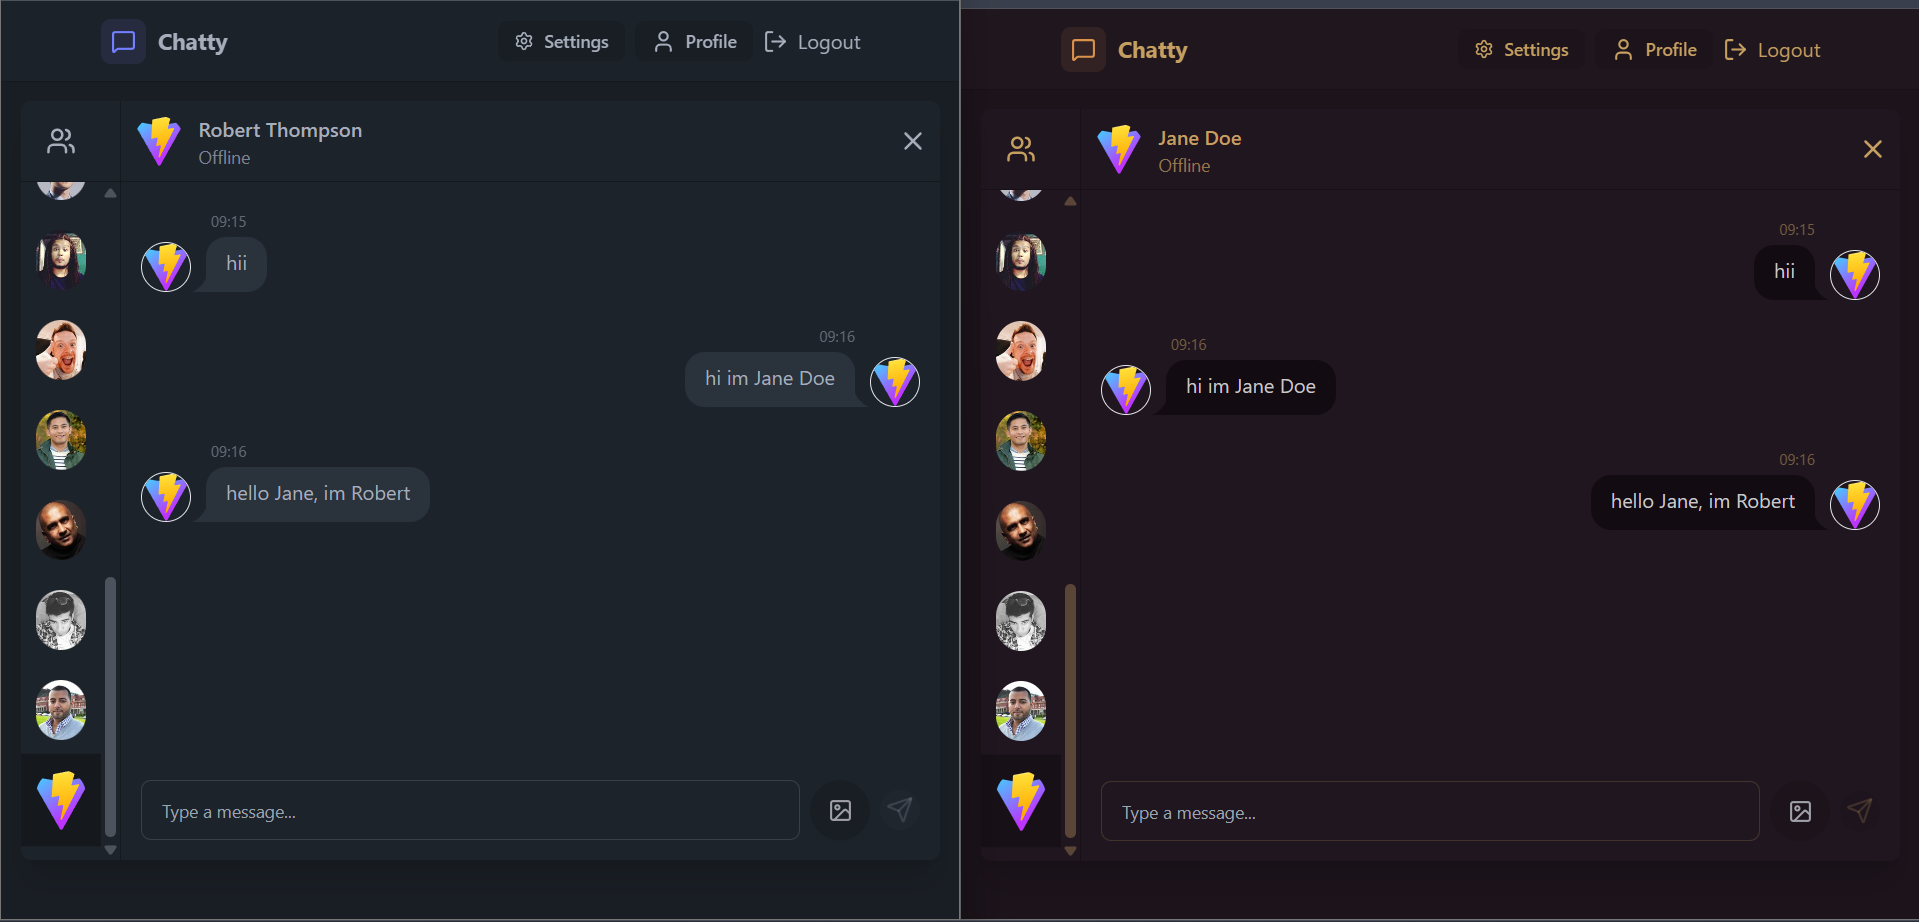 Chatty
Settings
Profile
Logout
Robert Thompson
Offline
09:15
hii
09:16
hi im Jane Doe
09:16
hello Jane, im Robert
Type a message...
Chatty
Settings
Profile
Logout
Jane Doe
Offline
09:15
hii
09:16
hi im Jane Doe
09:16
hello Jane, im Robert
Type a message...